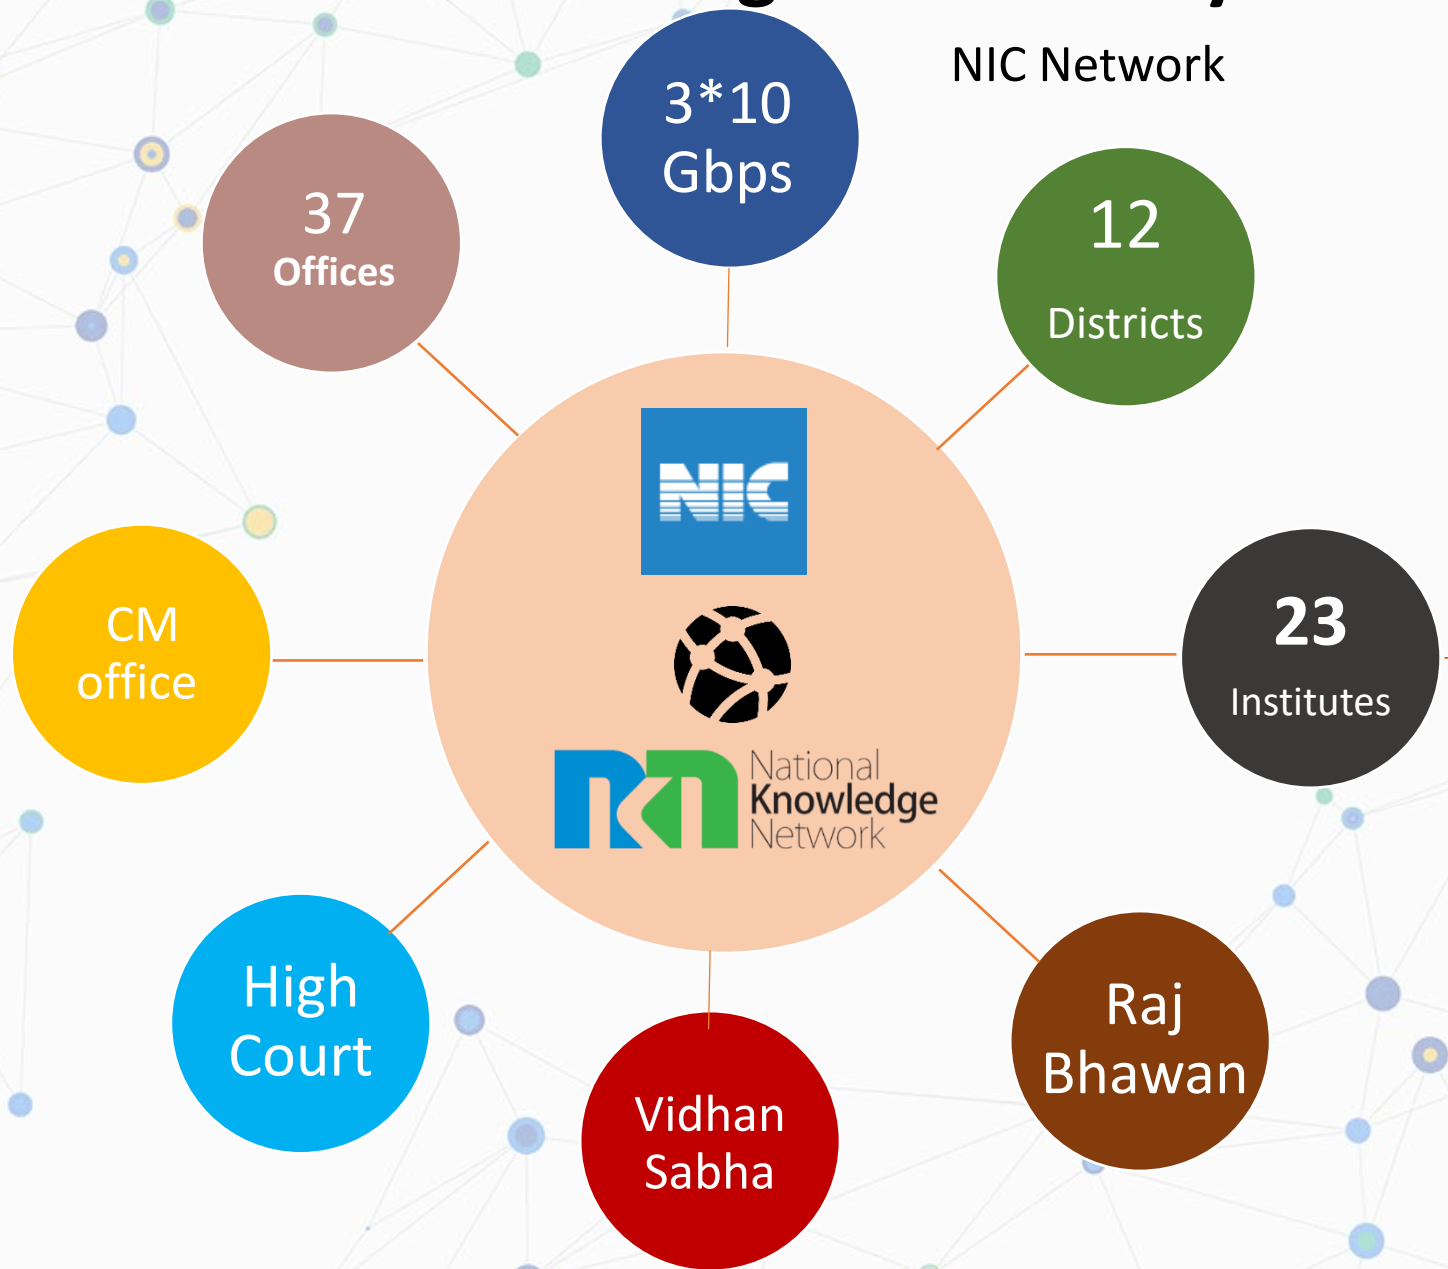 NIC Network
3*10
Gbps
12
Districts
37
Offices
NIC
CM
office
23
Institutes
National
Knowledge
Network
High
Court
Raj
Bhawan
Vidhan
Sabha